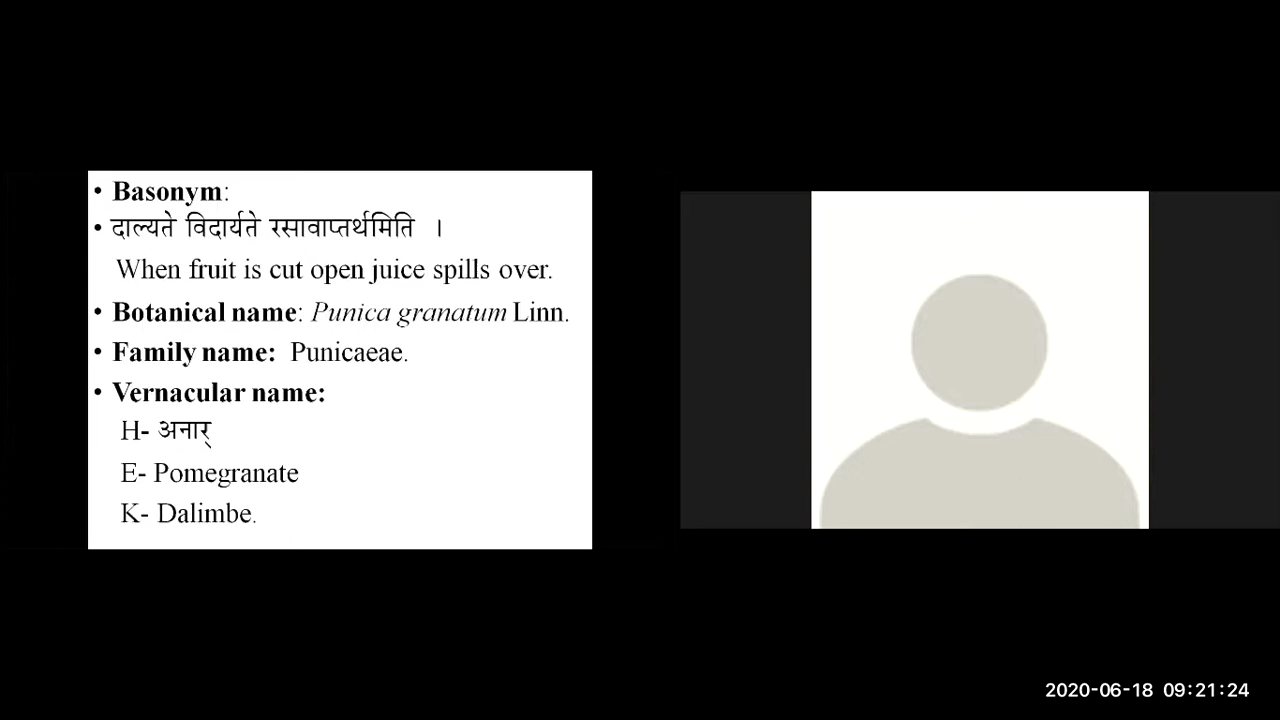 • Basonym:
• दाल्यते विदार्यते रसावाप्तर्थमिति ।
When fruit is cut open juice spills over.
• Botanical name: Punica granatum Linn.
• Family name: Punicaeae.
• Vernacular name:
H- अनार्
E- Pomegranate
K- Dalimbe.
2020-06-18 09:21:24